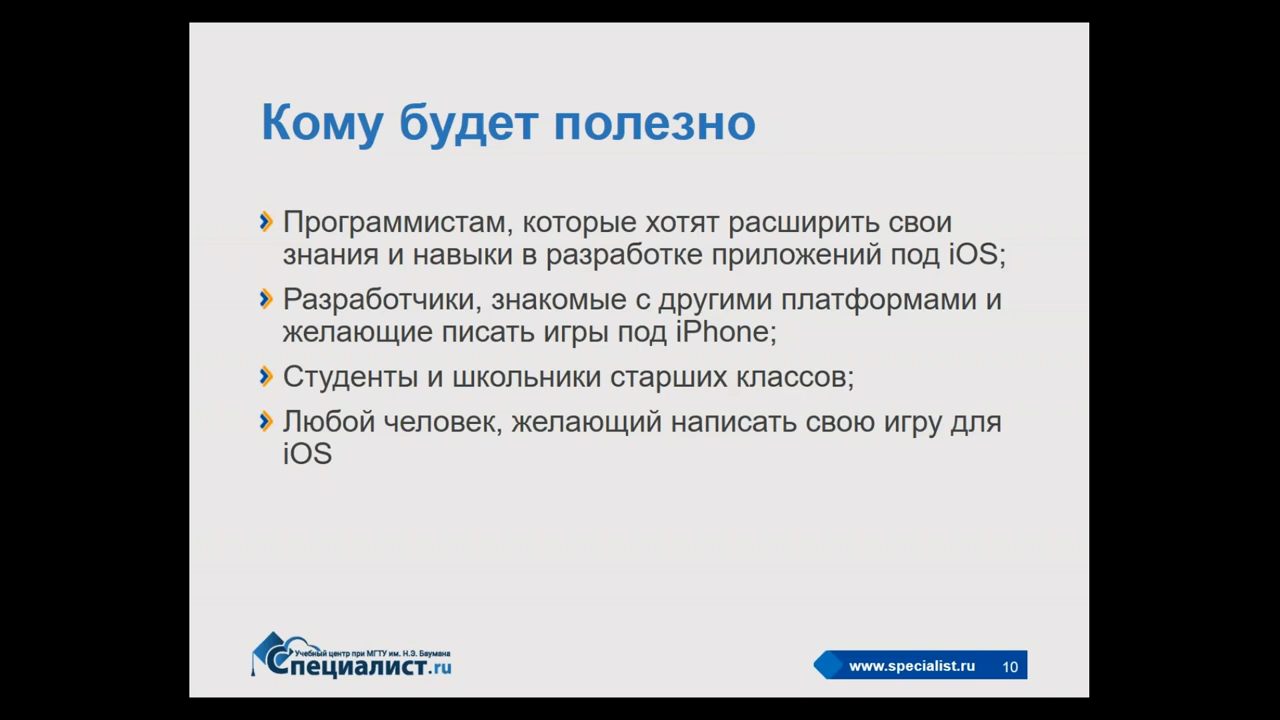 Кому будет полезно
Программистам, которые хотят расширить свои
знания и навыки в разработке приложений под iOS;
Разработчики, знакомые с другими платформами и
желающие писать игры под iPhone;
Студенты и школьники старших классов;
Любой человек, желающий написать свою игру для
iOS
Учебный центр при МГТУ им. Н.Э. Баумана
Специалист.ru
www.specialist.ru 10